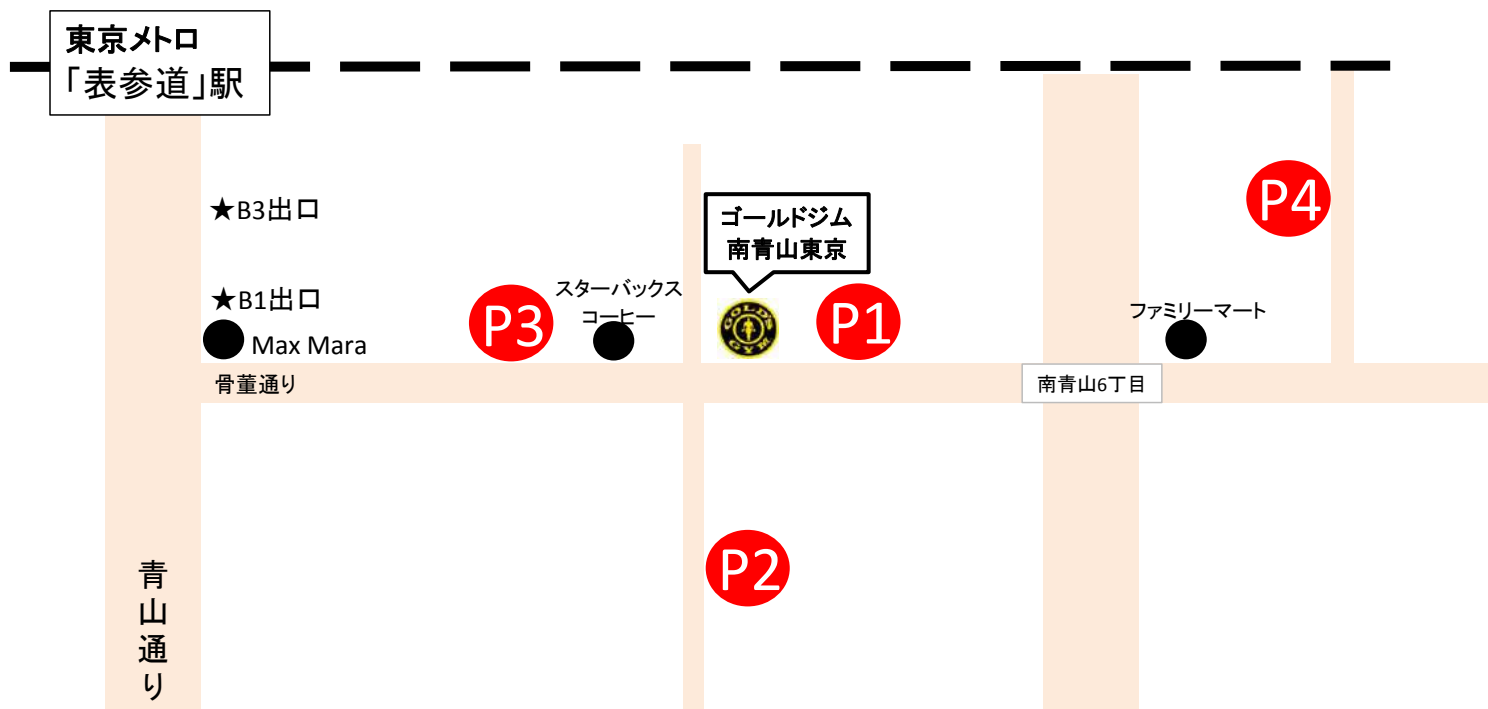 東京メトロ
「表参道」駅
★B3出口
P4
ゴールドジム
南青山東京
★B1出口
スターバックス
コーヒー
P3
GOLD'S
GYM
P1
ファミリーマート
Max Mara
骨董通り
南青山6丁目
P2
青山通り